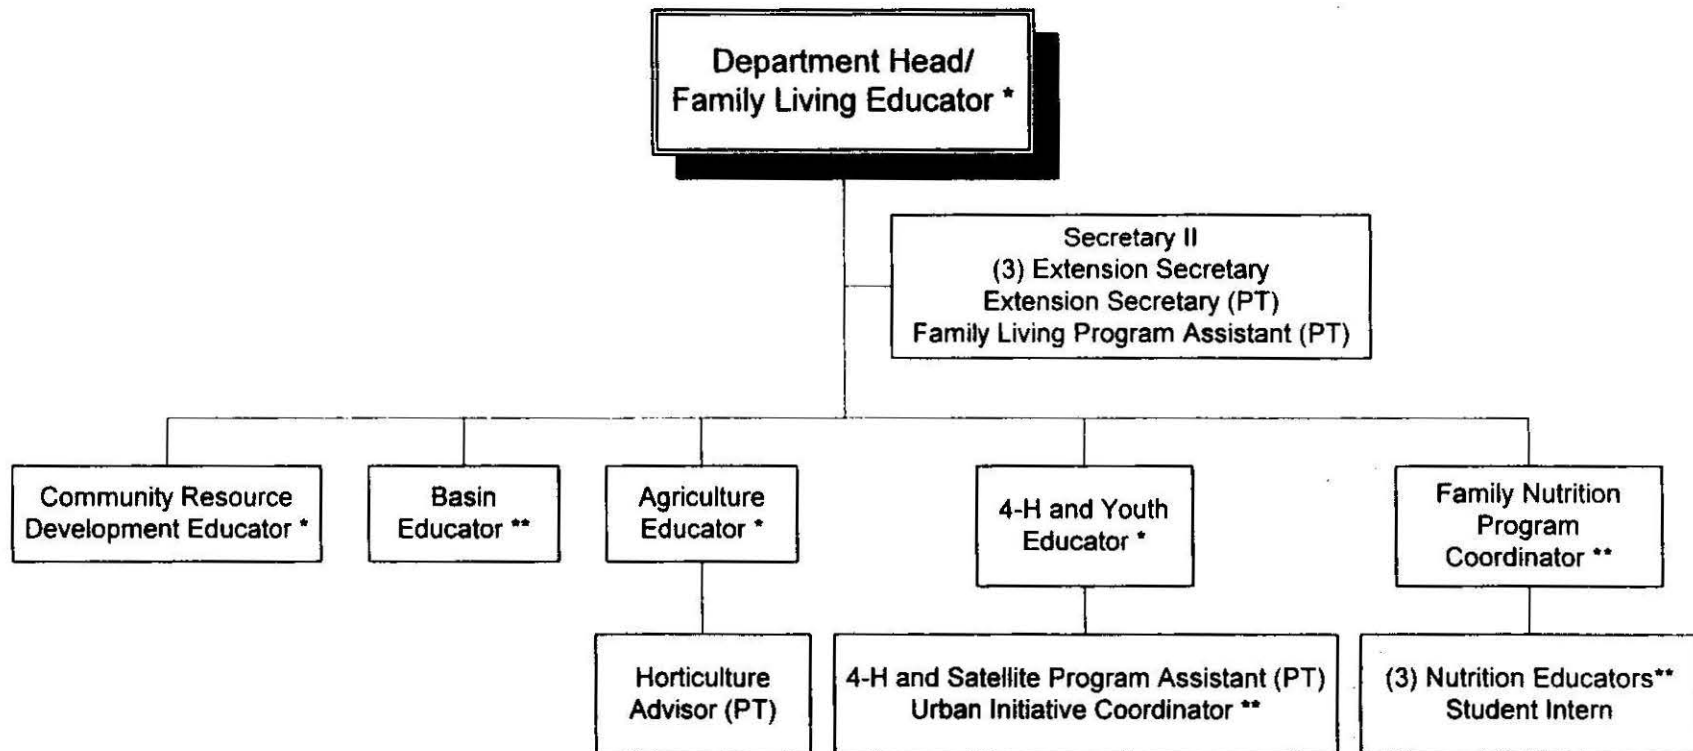 Department Head/
Family Living Educator *
Secretary II
(3) Extension Secretary
Extension Secretary (PT)
Family Living Program Assistant (PT)
Community Resource
Development Educator *
Basin
Educator **
Agriculture
Educator *
4-H and Youth
Educator *
Family Nutrition
Program
Coordinator **
Horticulture
Advisor (PT)
4-H and Satellite Program Assistant (PT)
Urban Initiative Coordinator **
(3) Nutrition Educators**
Student Intern